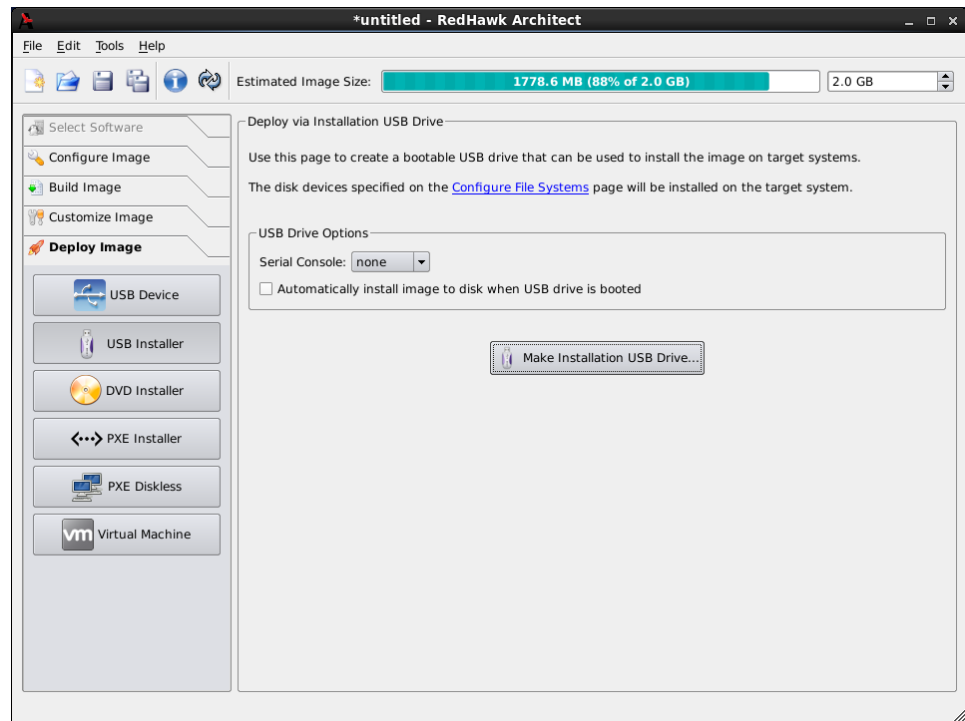 *untitled - RedHawk Architect
File Edit Tools Help
Estimated Image Size: 1778.6 MB (88% of 2.0 GB) 2.0 GB
Select Software
Configure Image
Build Image
Customize Image
Deploy Image
USB Device
USB Installer
DVD Installer
PXE Installer
PXE Diskless
vm Virtual Machine
Deploy via Installation USB Drive
Use this page to create a bootable USB drive that can be used to install the image on target systems.
The disk devices specified on the Configure File Systems page will be installed on the target system.
USB Drive Options
Serial Console: none
Automatically install image to disk when USB drive is booted
Make Installation USB Drive...